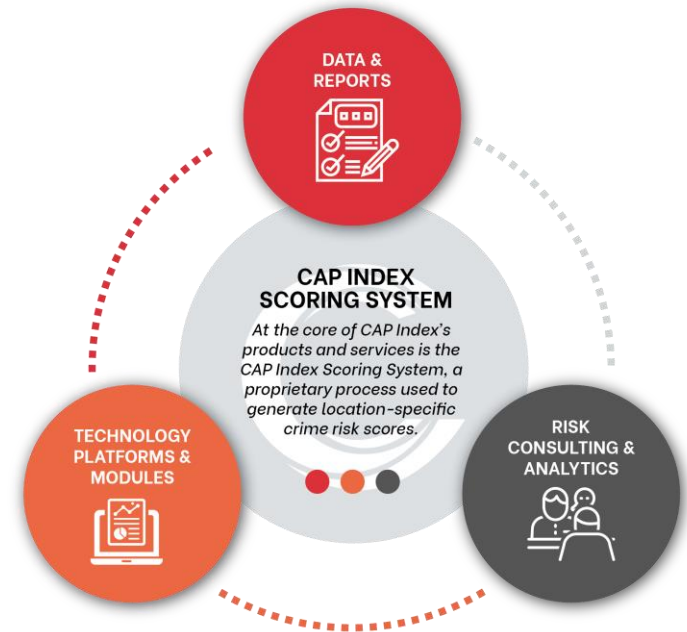 DATA &
REPORTS
CAP INDEX
SCORING SYSTEM
At the core of CAP Index's
products and services is the
CAP Index Scoring System, a
proprietary process used to
generate location-specific
crime risk scores.
TECHNOLOGY
PLATFORMS &
MODULES
RISK
CONSULTING &
ANALYTICS